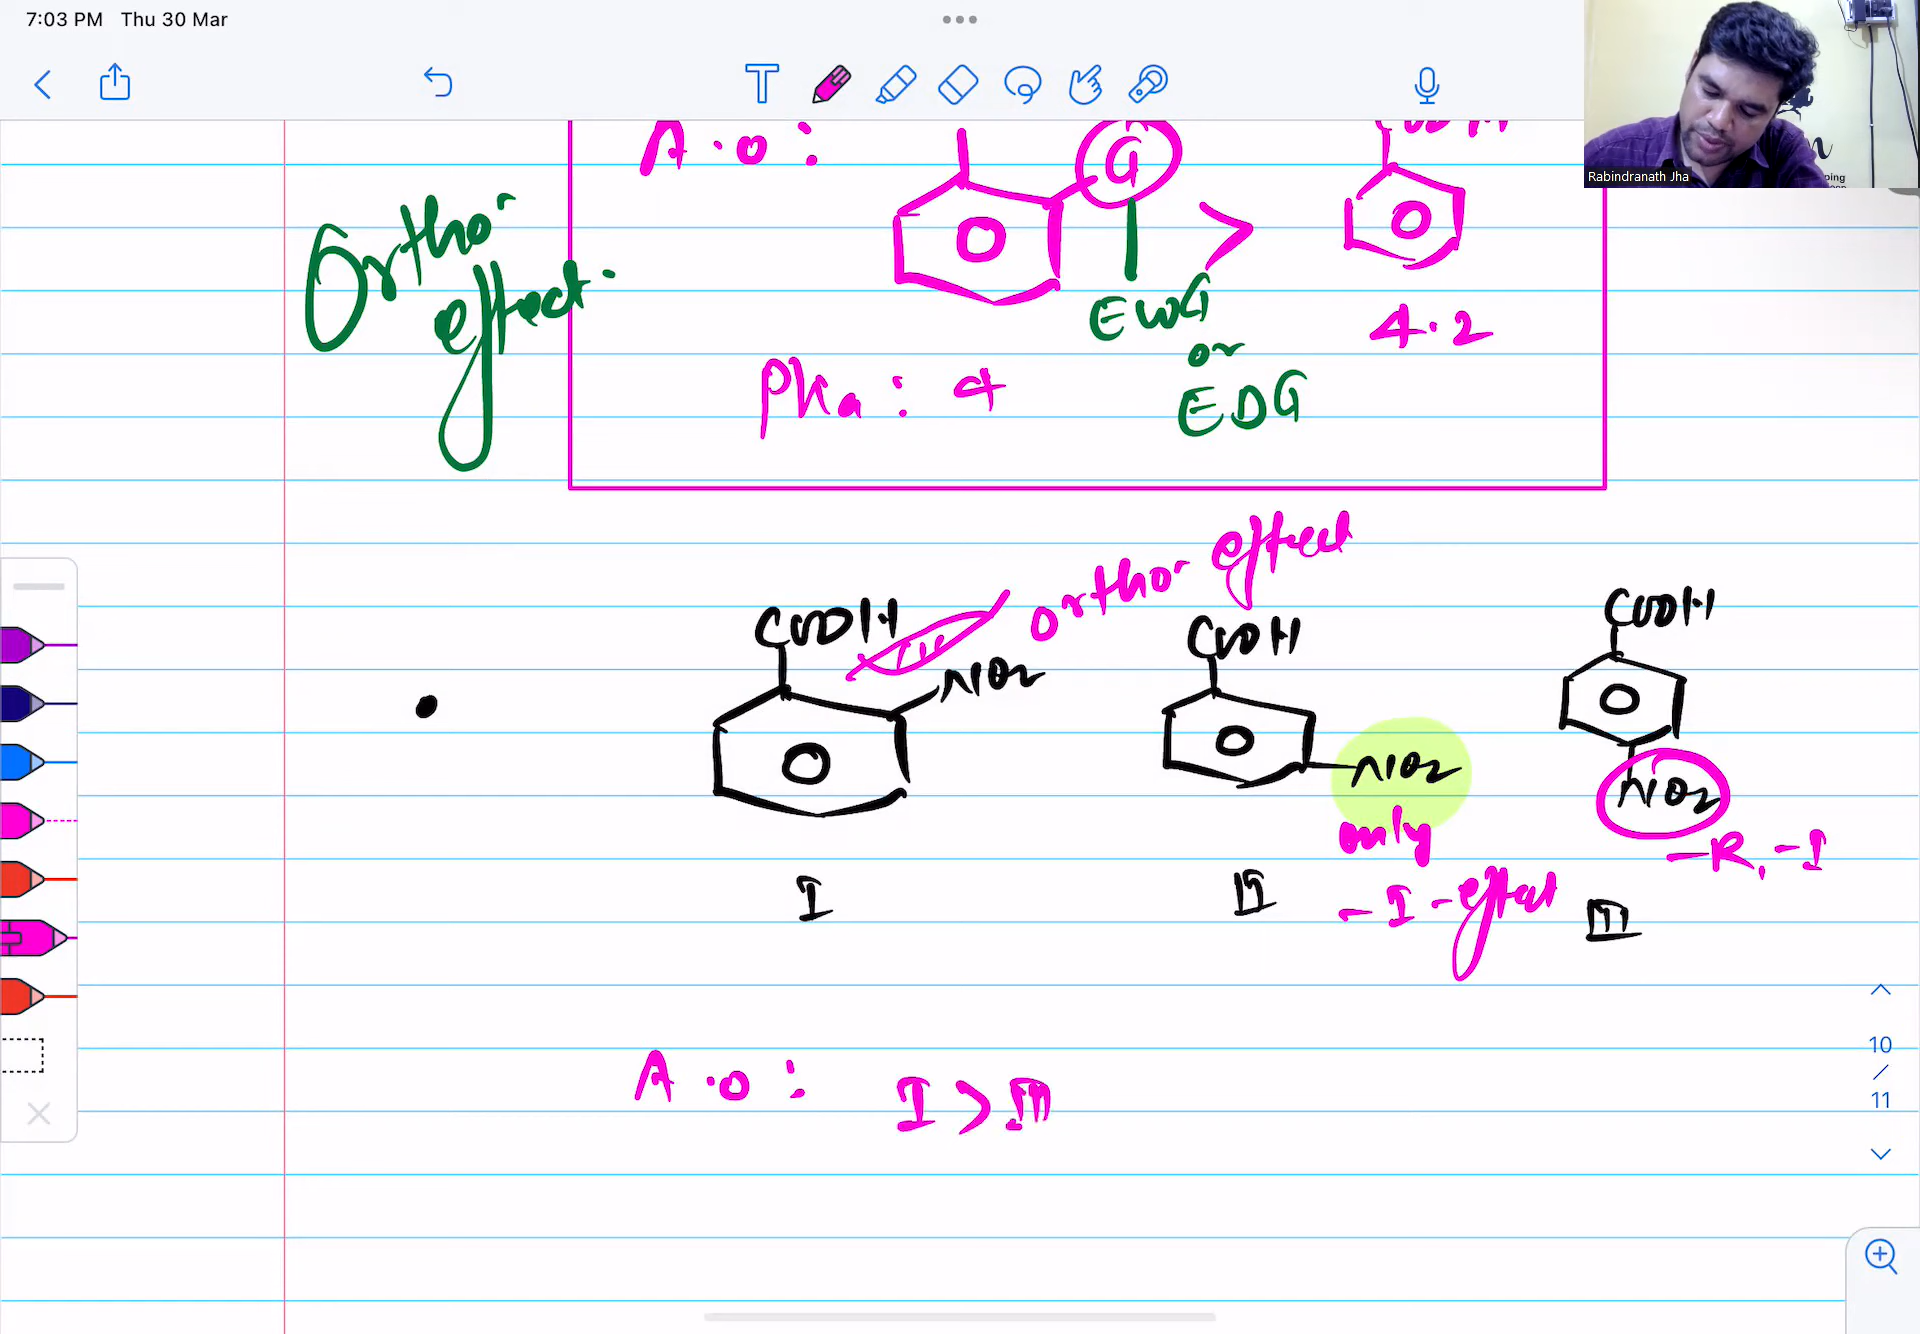 7:03 PM Thu 30 Mar
Rabindranath Jha
A.O:
G
COOH
Ortho effect.
EWG
or
EDG
4.2
PKa: 4
Ortho effect
COOH
NO2
COOH
NO2
COOH
NO2
only
-I-effect
-R, -I
I
II
III
A.O: I > III
10
/
11